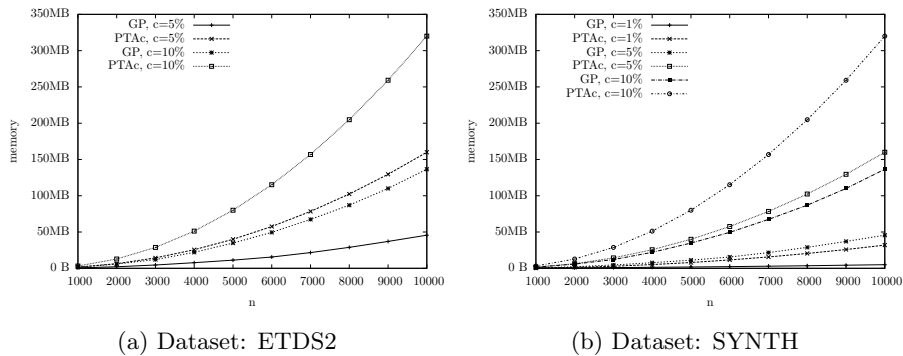 350MB
300MB
250MB
200MB
150MB
100MB
50MB
0 B
memory
GP, c=5%
PTAc, c=5%
GP, c=10%
PTAc, c=10%
1000 2000 3000 4000 5000 6000 7000 8000 9000 10000
n
(a) Dataset: ETDS2
350MB
300MB
250MB
200MB
150MB
100MB
50MB
0 B
memory
GP, c=1%
PTAc, c=1%
GP, c=5%
PTAc, c=5%
GP, c=10%
PTAc, c=10%
1000 2000 3000 4000 5000 6000 7000 8000 9000 10000
n
(b) Dataset: SYNTH